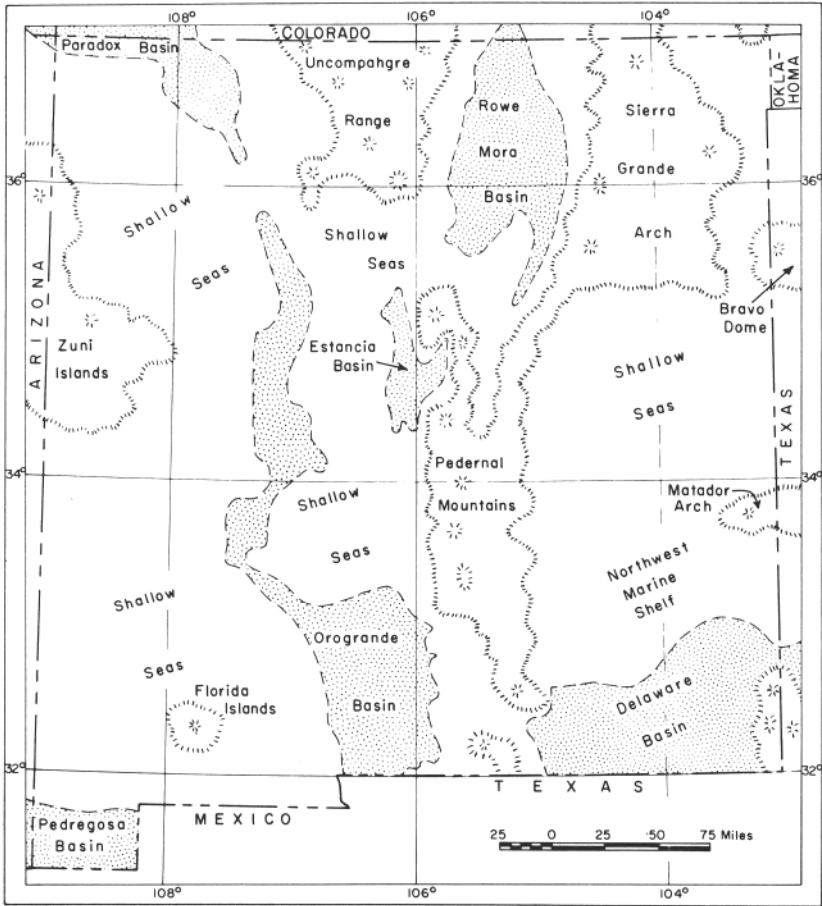 108°
106°
104°
COLORADO
Paradox Basin
Uncompahgre
Range
Rowe
Mora
Basin
Sierra
Grande
Arch
OKLA-
HOMA
36°
36°
Shallow
Seas
Shallow
Seas
ARIZONA
Bravo
Dome
Zuni
Islands
Estancia
Basin
Shallow
Seas
TEXAS
34°
34°
Pedernal
Mountains
Matador
Arch
Shallow
Seas
Northwest
Marine
Shelf
Shallow
Seas
Orogrande
Basin
Florida
Islands
Delaware
Basin
32°
32°
TEXAS
MEXICO
Pedregosa
Basin
25 0 25 50 75 Miles
108°
106°
104°